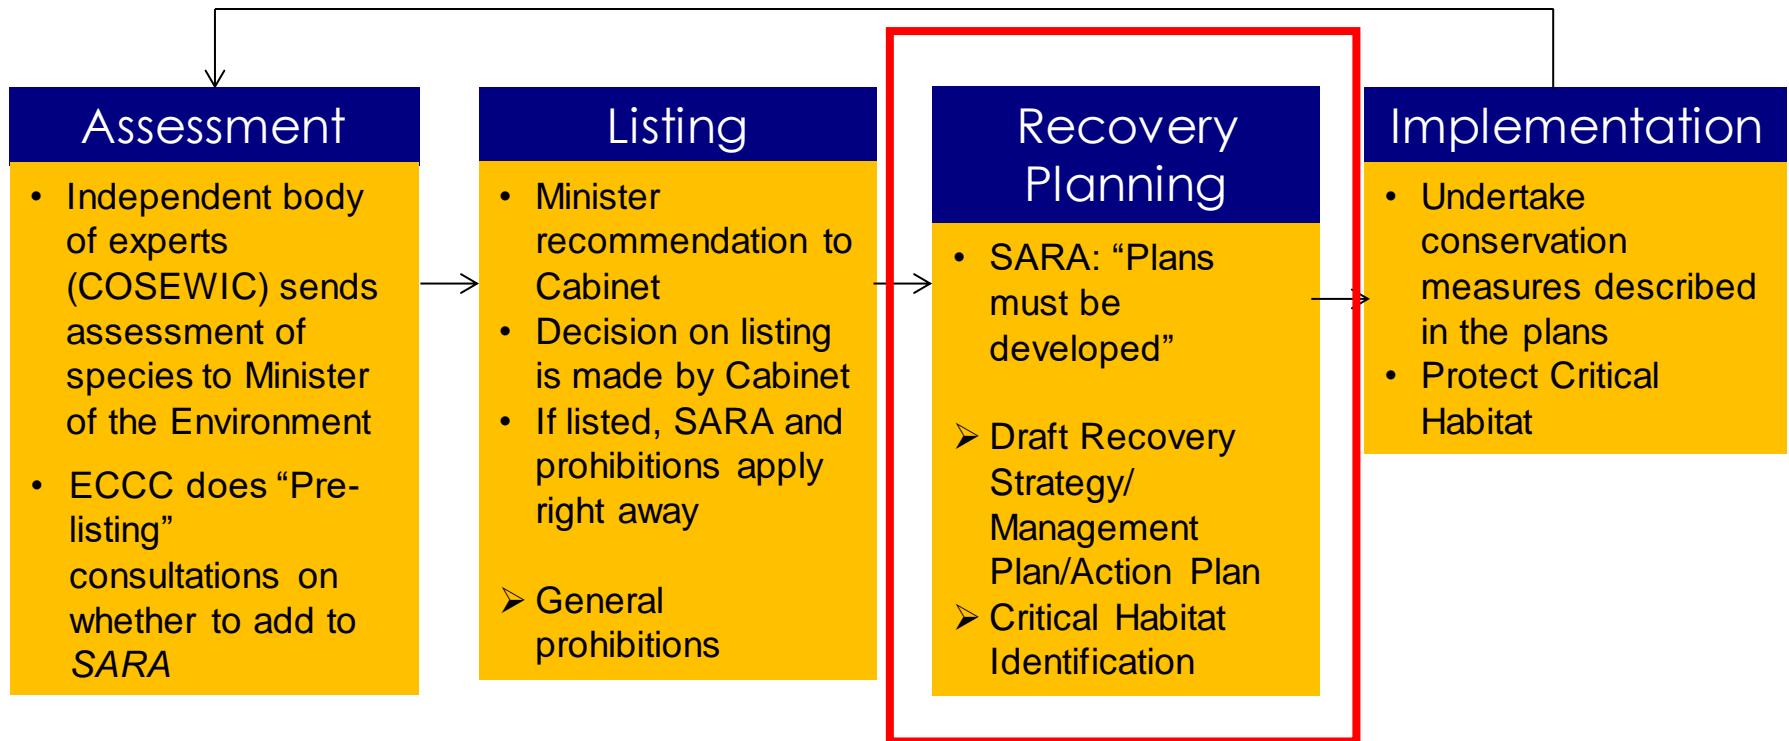 Assessment
• Independent body
of experts
(COSEWIC) sends
assessment of
species to Minister
of the Environment
• ECCC does “Pre-
listing”
consultations on
whether to add to
SARA
Listing
• Minister
recommendation to
Cabinet
• Decision on listing
is made by Cabinet
• If listed, SARA and
prohibitions apply
right away
➢ General
prohibitions
Recovery
Planning
• SARA: “Plans
must be
developed”
➢ Draft Recovery
Strategy/
Management
Plan/Action Plan
➢ Critical Habitat
Identification
Implementation
• Undertake
conservation
measures described
in the plans
• Protect Critical
Habitat